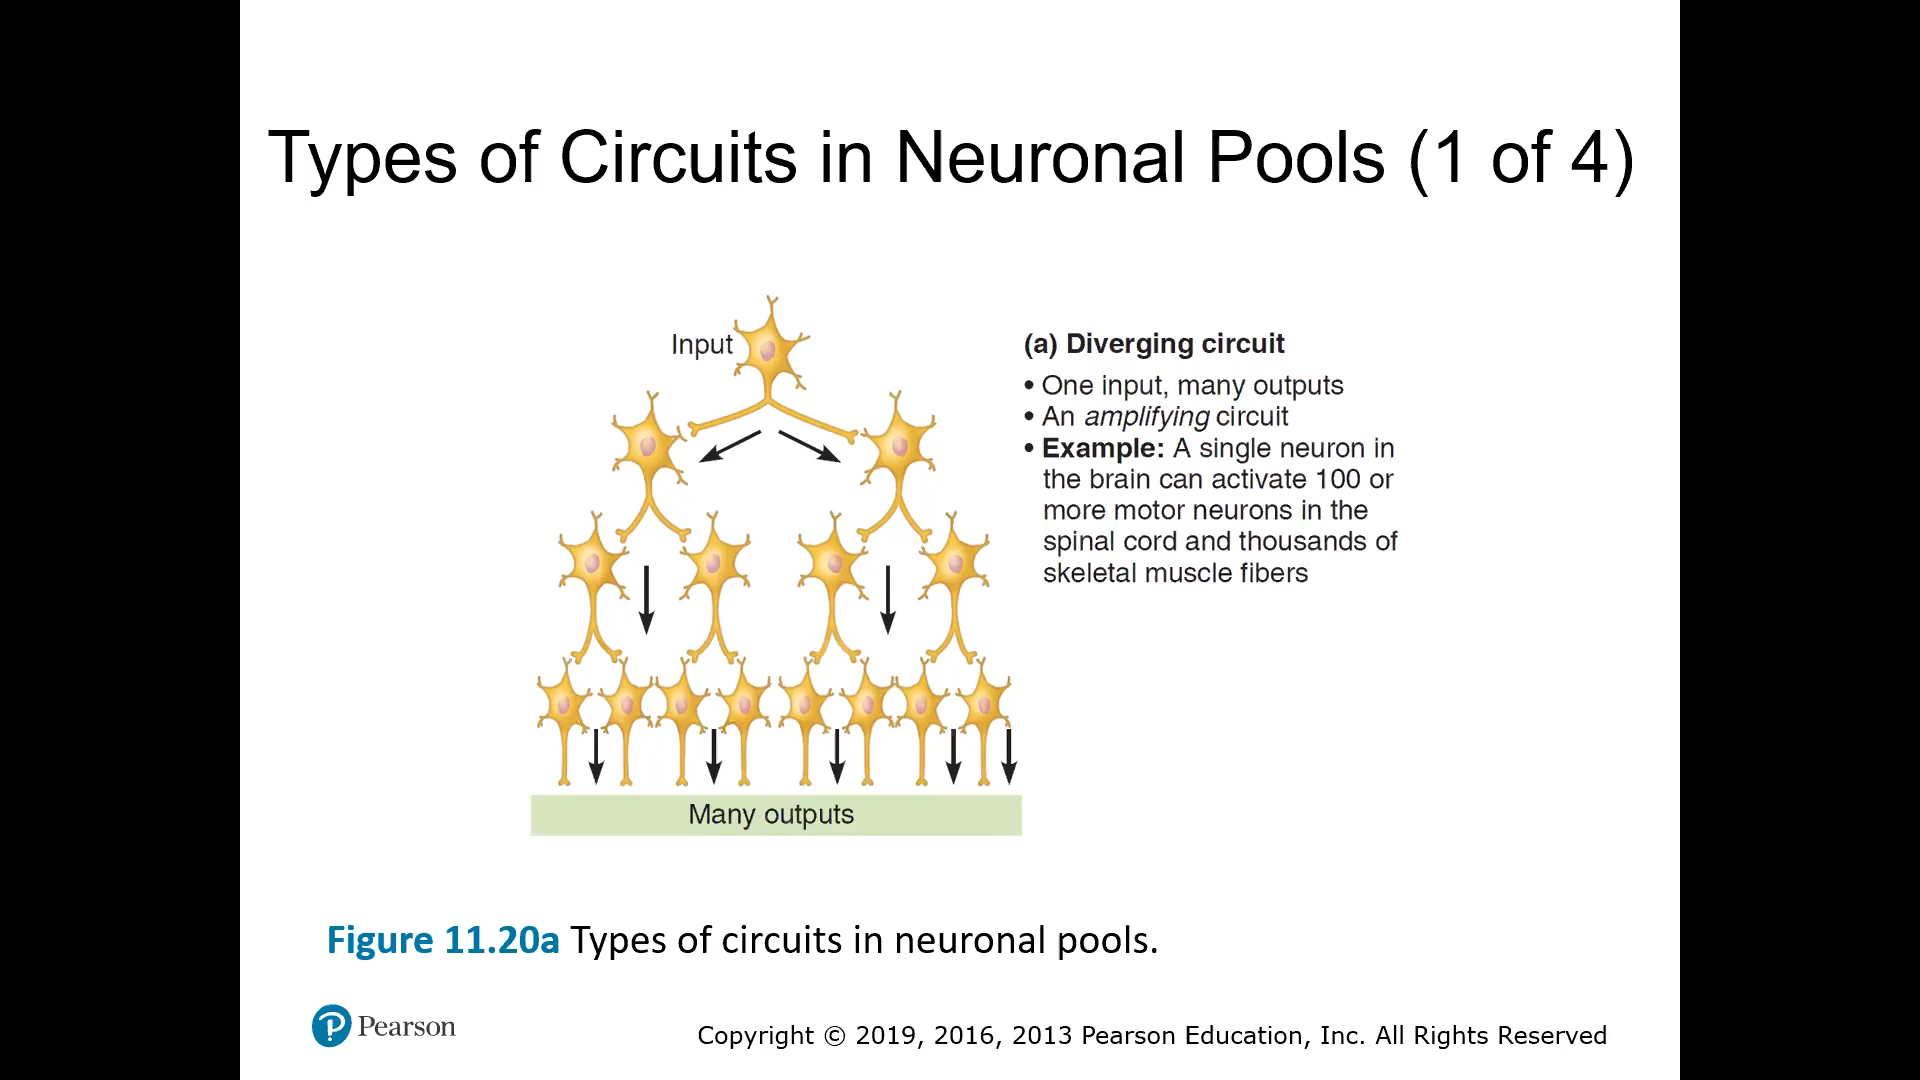 Types of Circuits in Neuronal Pools (1 of 4)
Input
(a) Diverging circuit
• One input, many outputs
• An amplifying circuit
• Example: A single neuron in
the brain can activate 100 or
more motor neurons in the
spinal cord and thousands of
skeletal muscle fibers
Many outputs
Figure 11.20a Types of circuits in neuronal pools.
Pearson
Copyright © 2019, 2016, 2013 Pearson Education, Inc. All Rights Reserved